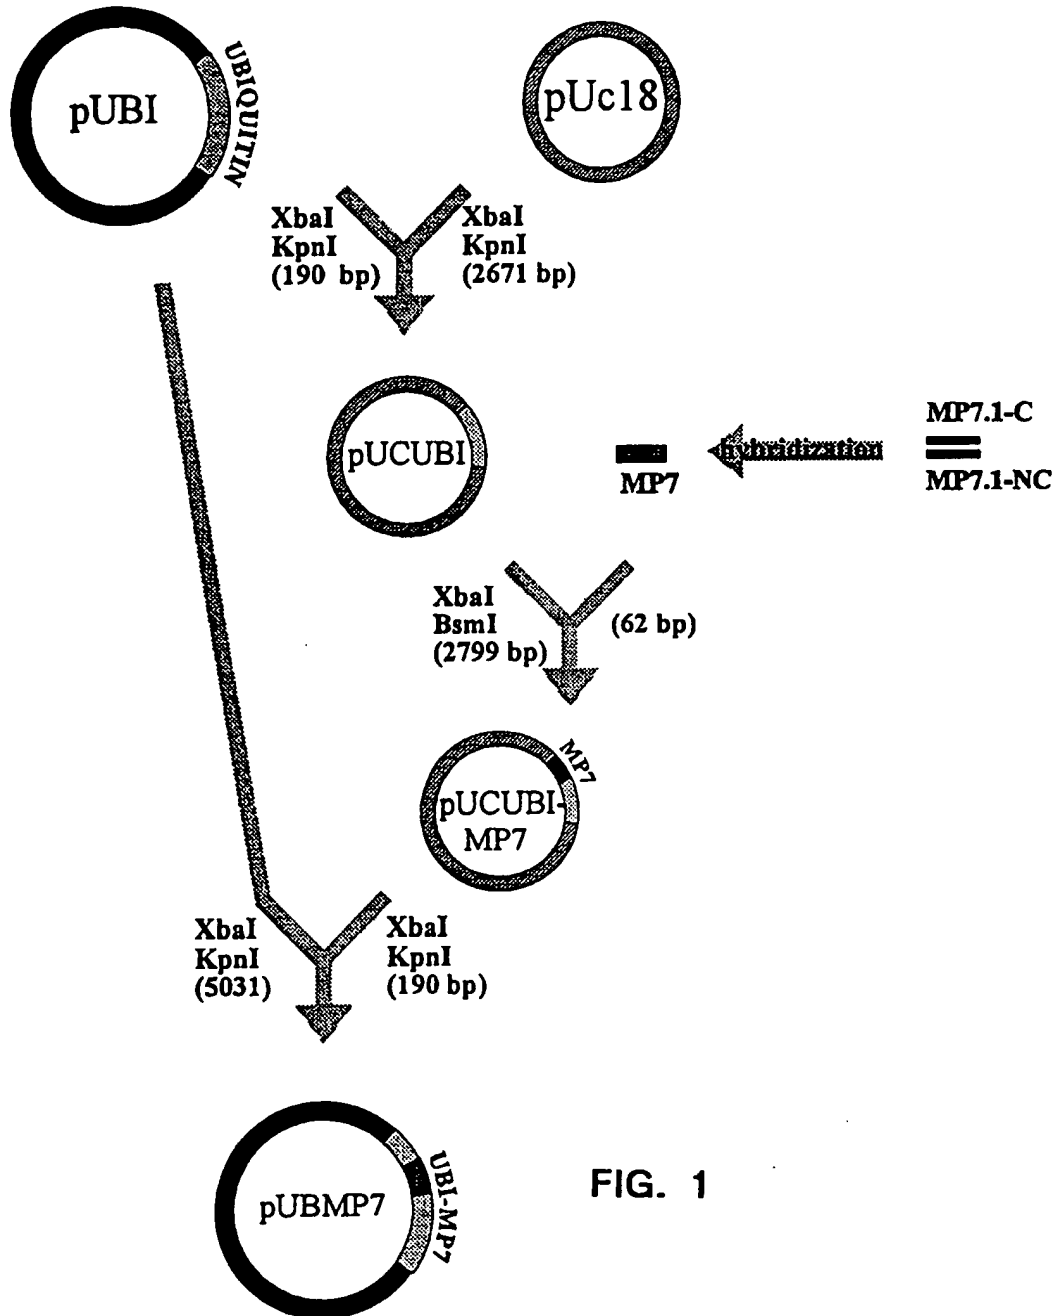 pUBI
UBIQUITIN
pUc18
XbaI
KpnI
(190 bp)
XbaI
KpnI
(2671 bp)
pUCUBI
MP7
hybridization
MP7.1-C
MP7.1-NC
XbaI
BsmI
(2799 bp)
(62 bp)
MP7
pUCUBI-
MP7
XbaI
KpnI
(5031)
XbaI
KpnI
(190 bp)
pUBMP7
UBI-MP7
FIG. 1